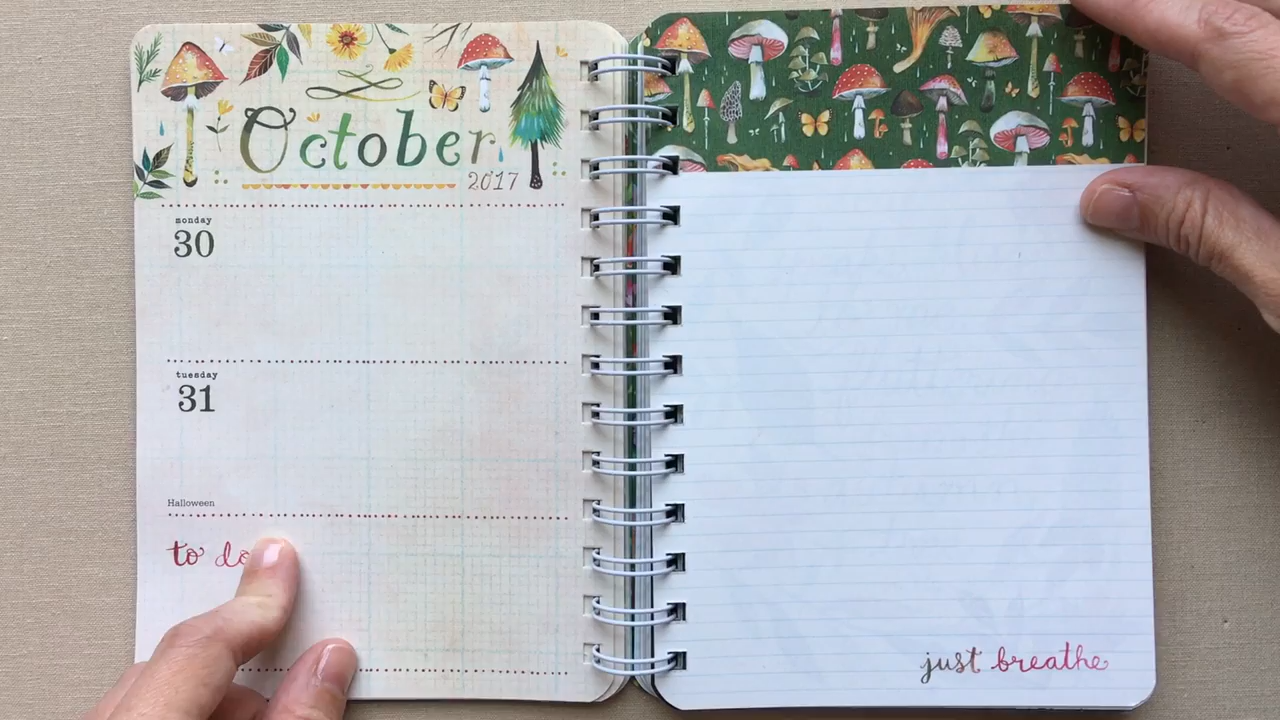 October
2017
monday
30
tuesday
31
Halloween
to do
just breathe